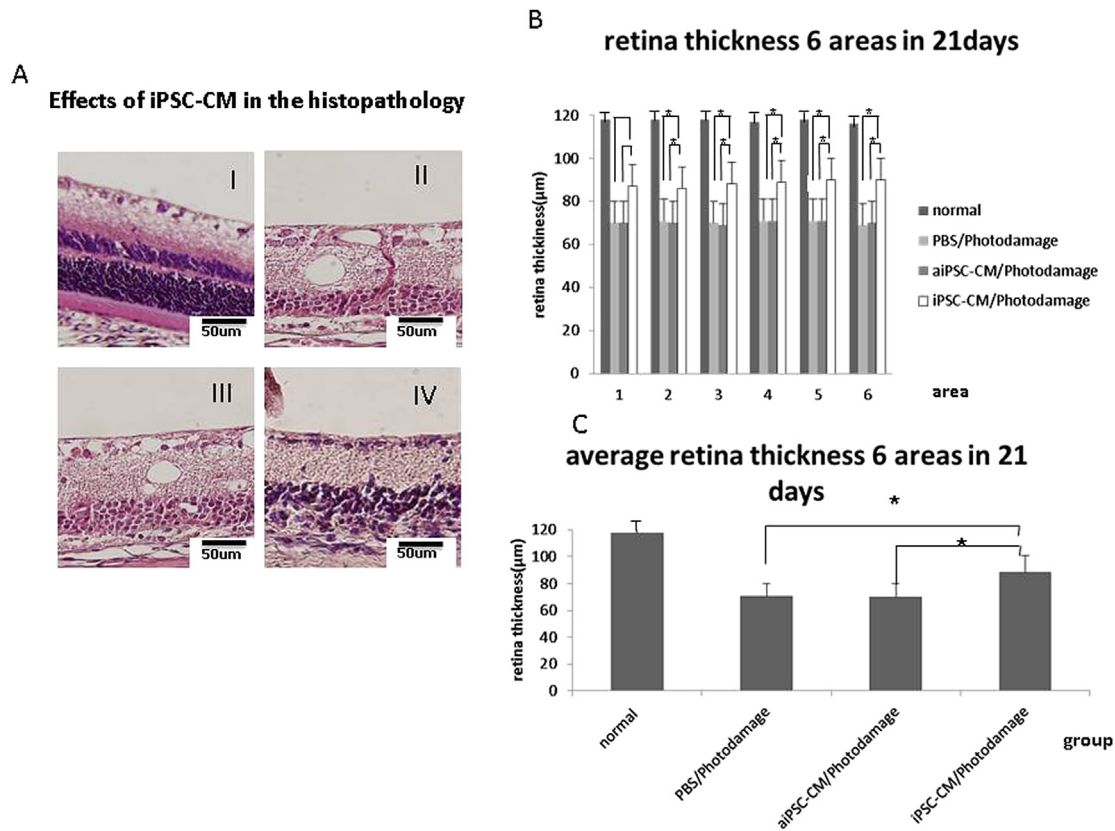 A
Effects of iPSC-CM in the histopathology
I
50um
II
50um
III
50um
IV
50um
B
retina thickness 6 areas in 21days
retina thickiness(µm)
120
100
80
60
40
20
0
1 2 3 4 5 6
area
* * * * *
* * * * *
normal
PBS/Photodamage
aiPSC-CM/Photodamage
iPSC-CM/Photodamage
C
average retina thickness 6 areas in 21
days
*
*
retina thickness(µm)
120
100
80
60
40
20
0
normal
PBS/Photodamage
aiPSC-CM/Photodamage
iPSC-CM/Photodamage
group